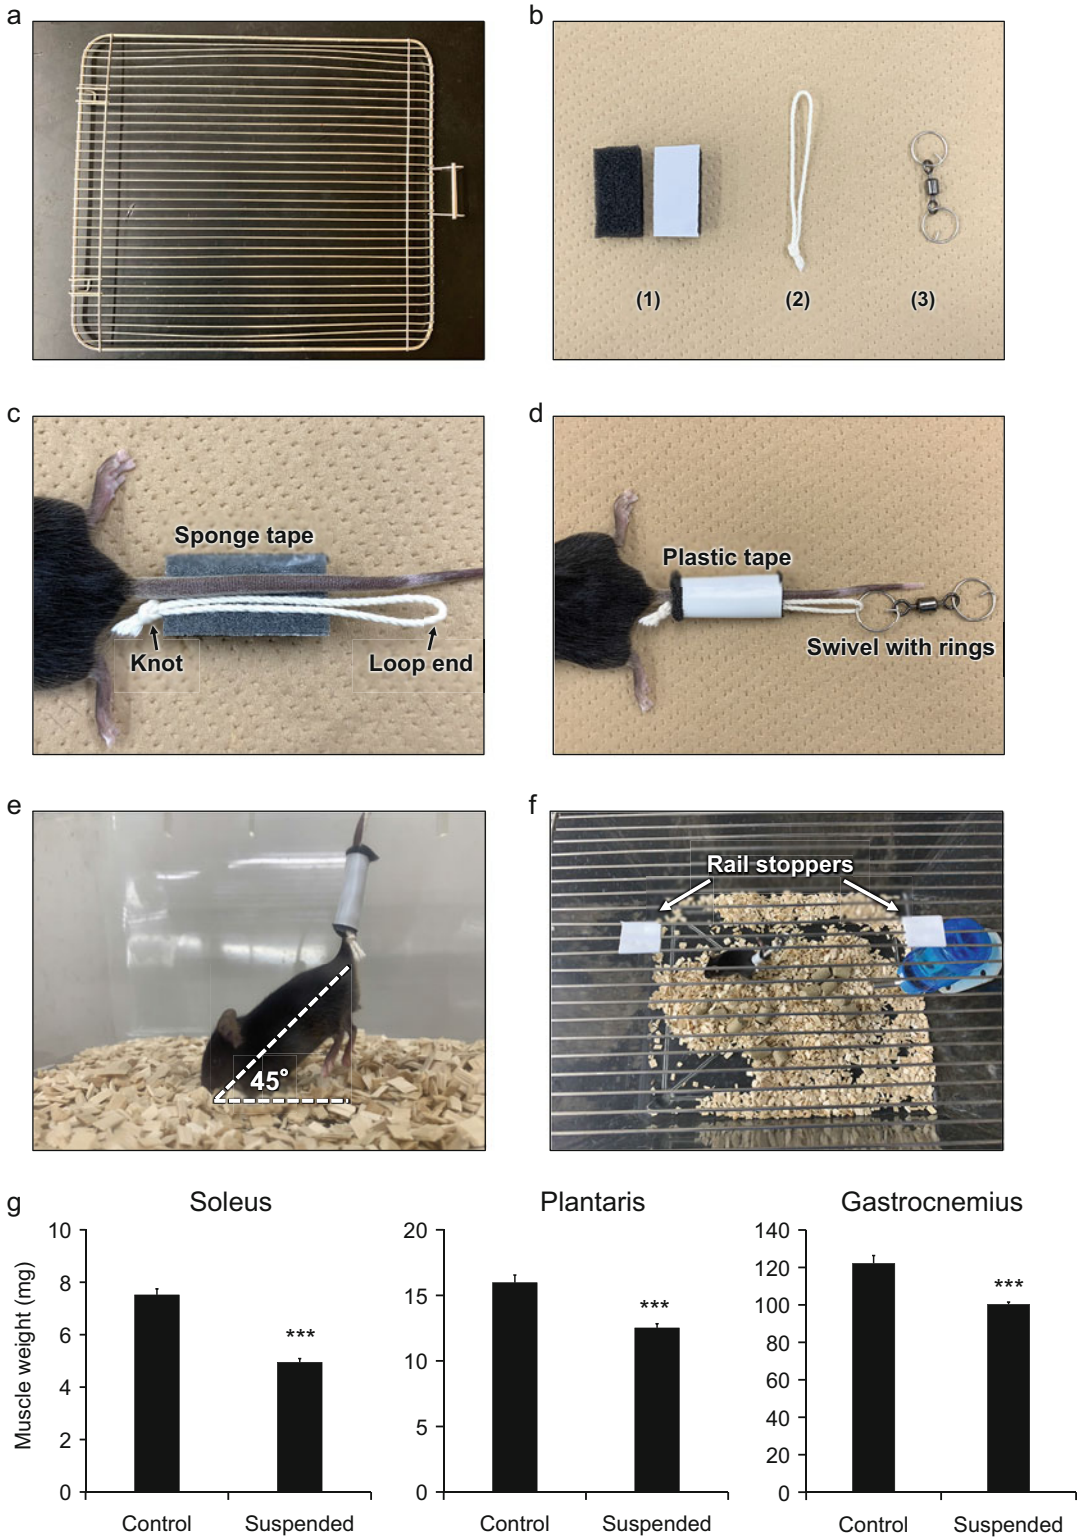 a
b
(1)
(2)
(3)
c
Sponge tape
Knot
Loop end
d
Plastic tape
Swivel with rings
e
45°
f
Rail stoppers
g
Soleus
Plantaris
Gastrocnemius
Muscle weight (mg)
10
8
6
4
2
0
***
Control
Suspended
20
15
10
5
0
***
Control
Suspended
140
120
100
80
60
40
20
0
***
Control
Suspended